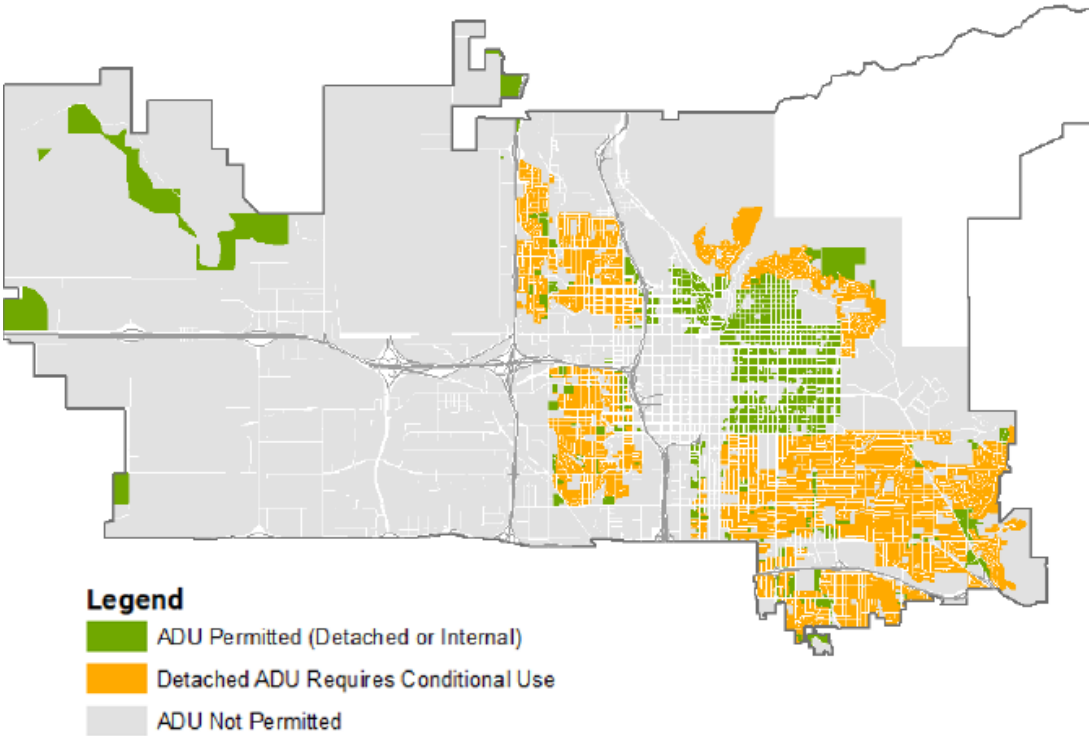 Legend
ADU Permitted (Detached or Internal)
Detached ADU Requires Conditional Use
ADU Not Permitted